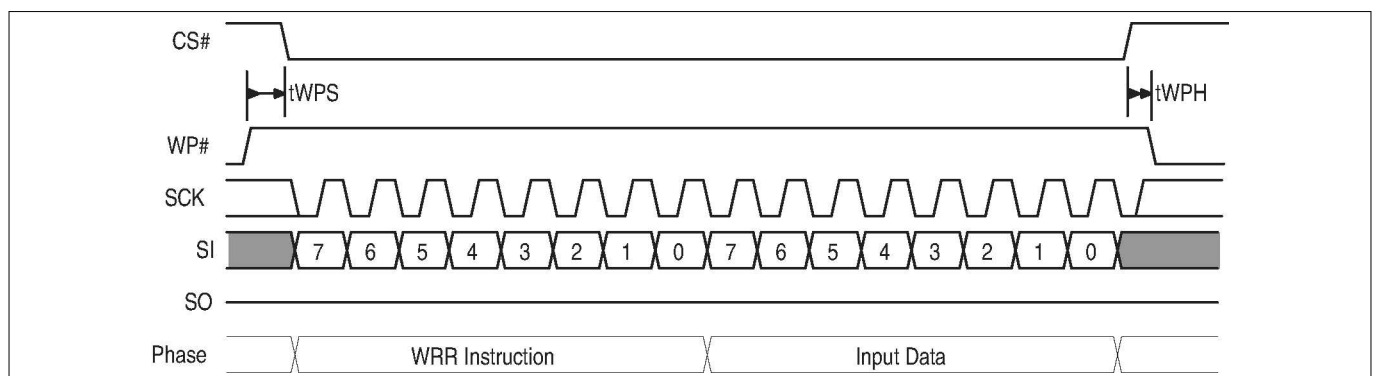 CS#
tWPS
tWPH
WP#
SCK
SI 7 6 5 4 3 2 1 0 7 6 5 4 3 2 1 0
SO
Phase WRR Instruction Input Data